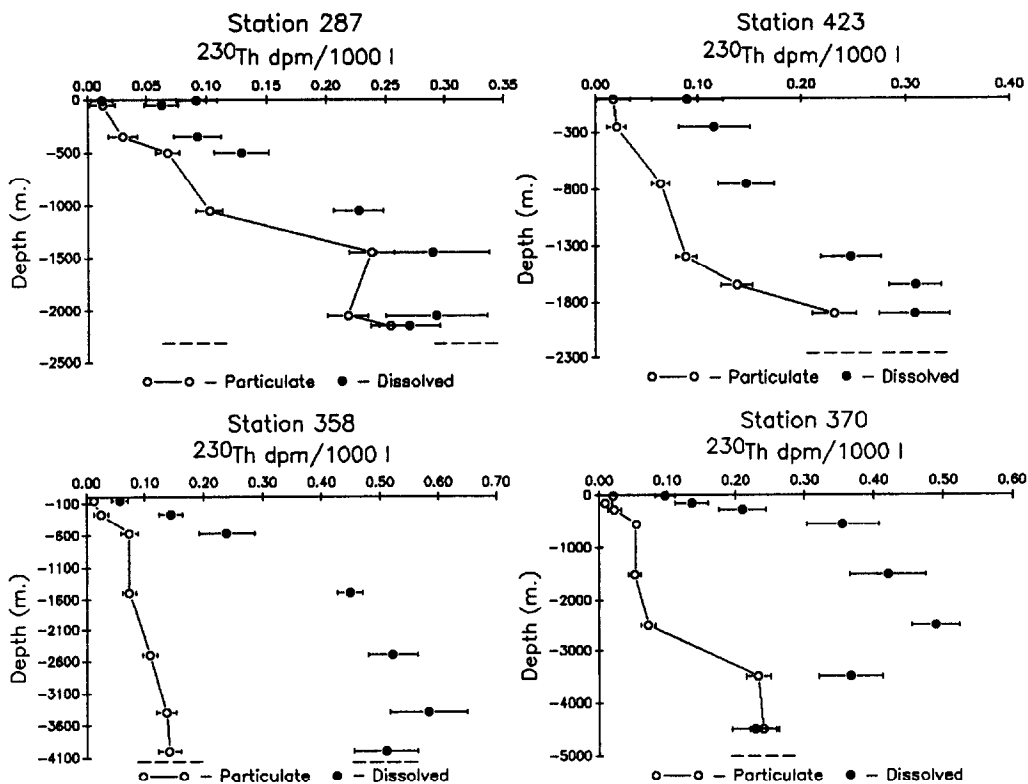 Station 287
²³⁰Th dpm/1000 l
0.00 0.05 0.10 0.15 0.20 0.25 0.30 0.35
0
−500
−1000
−1500
−2000
−2500
Depth (m.)
− Particulate − Dissolved
Station 423
²³⁰Th dpm/1000 l
0.00 0.10 0.20 0.30 0.40
−300
−800
−1300
−1800
−2300
Depth (m.)
− Particulate − Dissolved
Station 358
²³⁰Th dpm/1000 l
0.00 0.10 0.20 0.30 0.40 0.50 0.60 0.70
−100
−600
−1100
−1600
−2100
−2600
−3100
−3600
−4100
Depth (m.)
− Particulate − Dissolved
Station 370
²³⁰Th dpm/1000 l
0.00 0.10 0.20 0.30 0.40 0.50 0.60
0
−1000
−2000
−3000
−4000
−5000
Depth (m.)
− Particulate − Dissolved